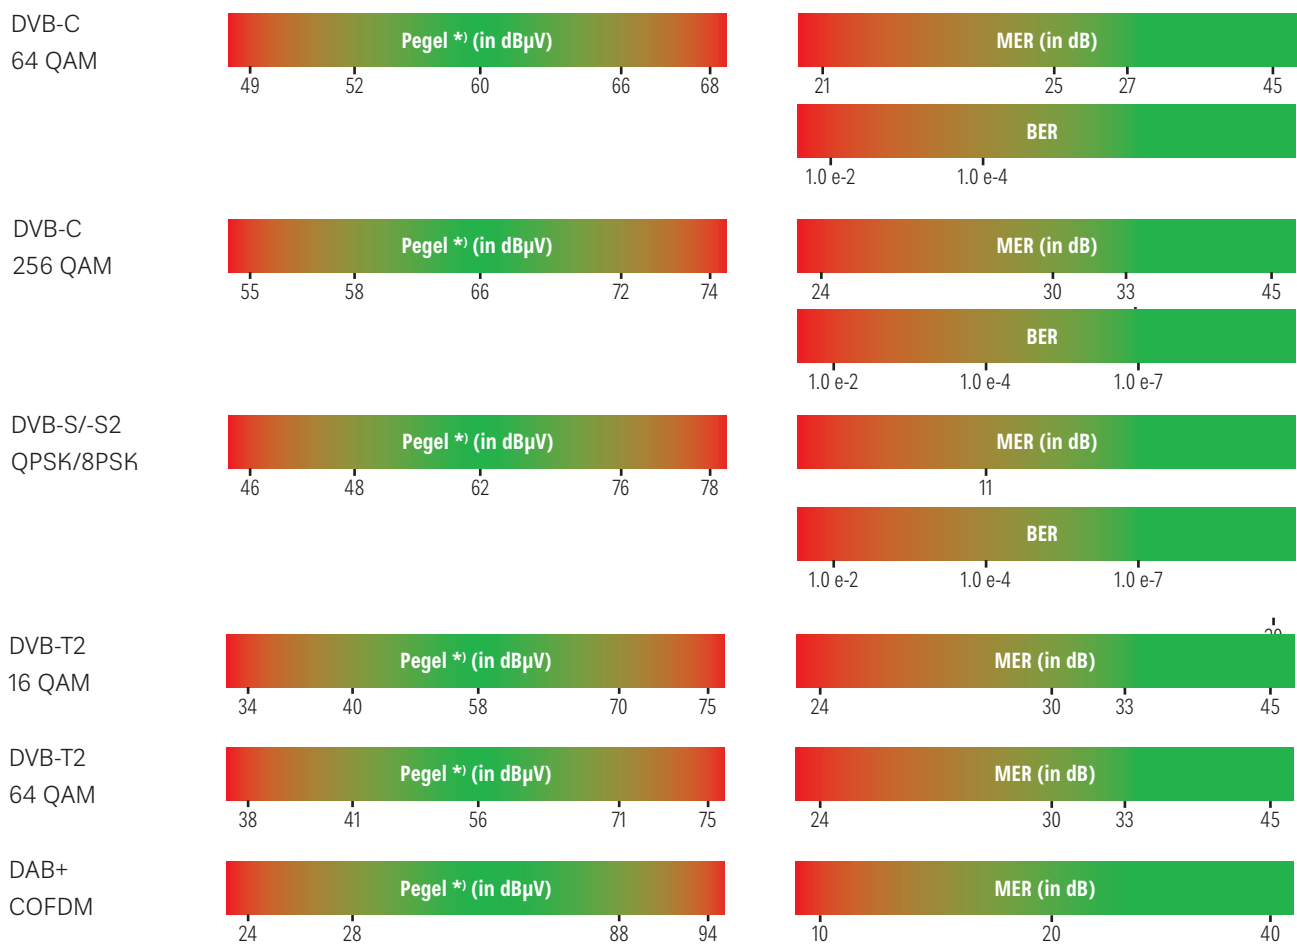 DVB-C
64 QAM
Pegel *) (in dBµV)
49 52 60 66 68
MER (in dB)
21 25 27 45
BER
1.0 e-2 1.0 e-4
DVB-C
256 QAM
Pegel *) (in dBµV)
55 58 66 72 74
MER (in dB)
24 30 33 45
BER
1.0 e-2 1.0 e-4 1.0 e-7
DVB-S/-S2
QPSK/8PSK
Pegel *) (in dBµV)
46 48 62 76 78
MER (in dB)
11
BER
1.0 e-2 1.0 e-4 1.0 e-7
DVB-T2
16 QAM
Pegel *) (in dBµV)
34 40 58 70 75
MER (in dB)
24 30 33 45
DVB-T2
64 QAM
Pegel *) (in dBµV)
38 41 56 71 75
MER (in dB)
24 30 33 45
DAB+
COFDM
Pegel *) (in dBµV)
24 28 88 94
MER (in dB)
10 20 40